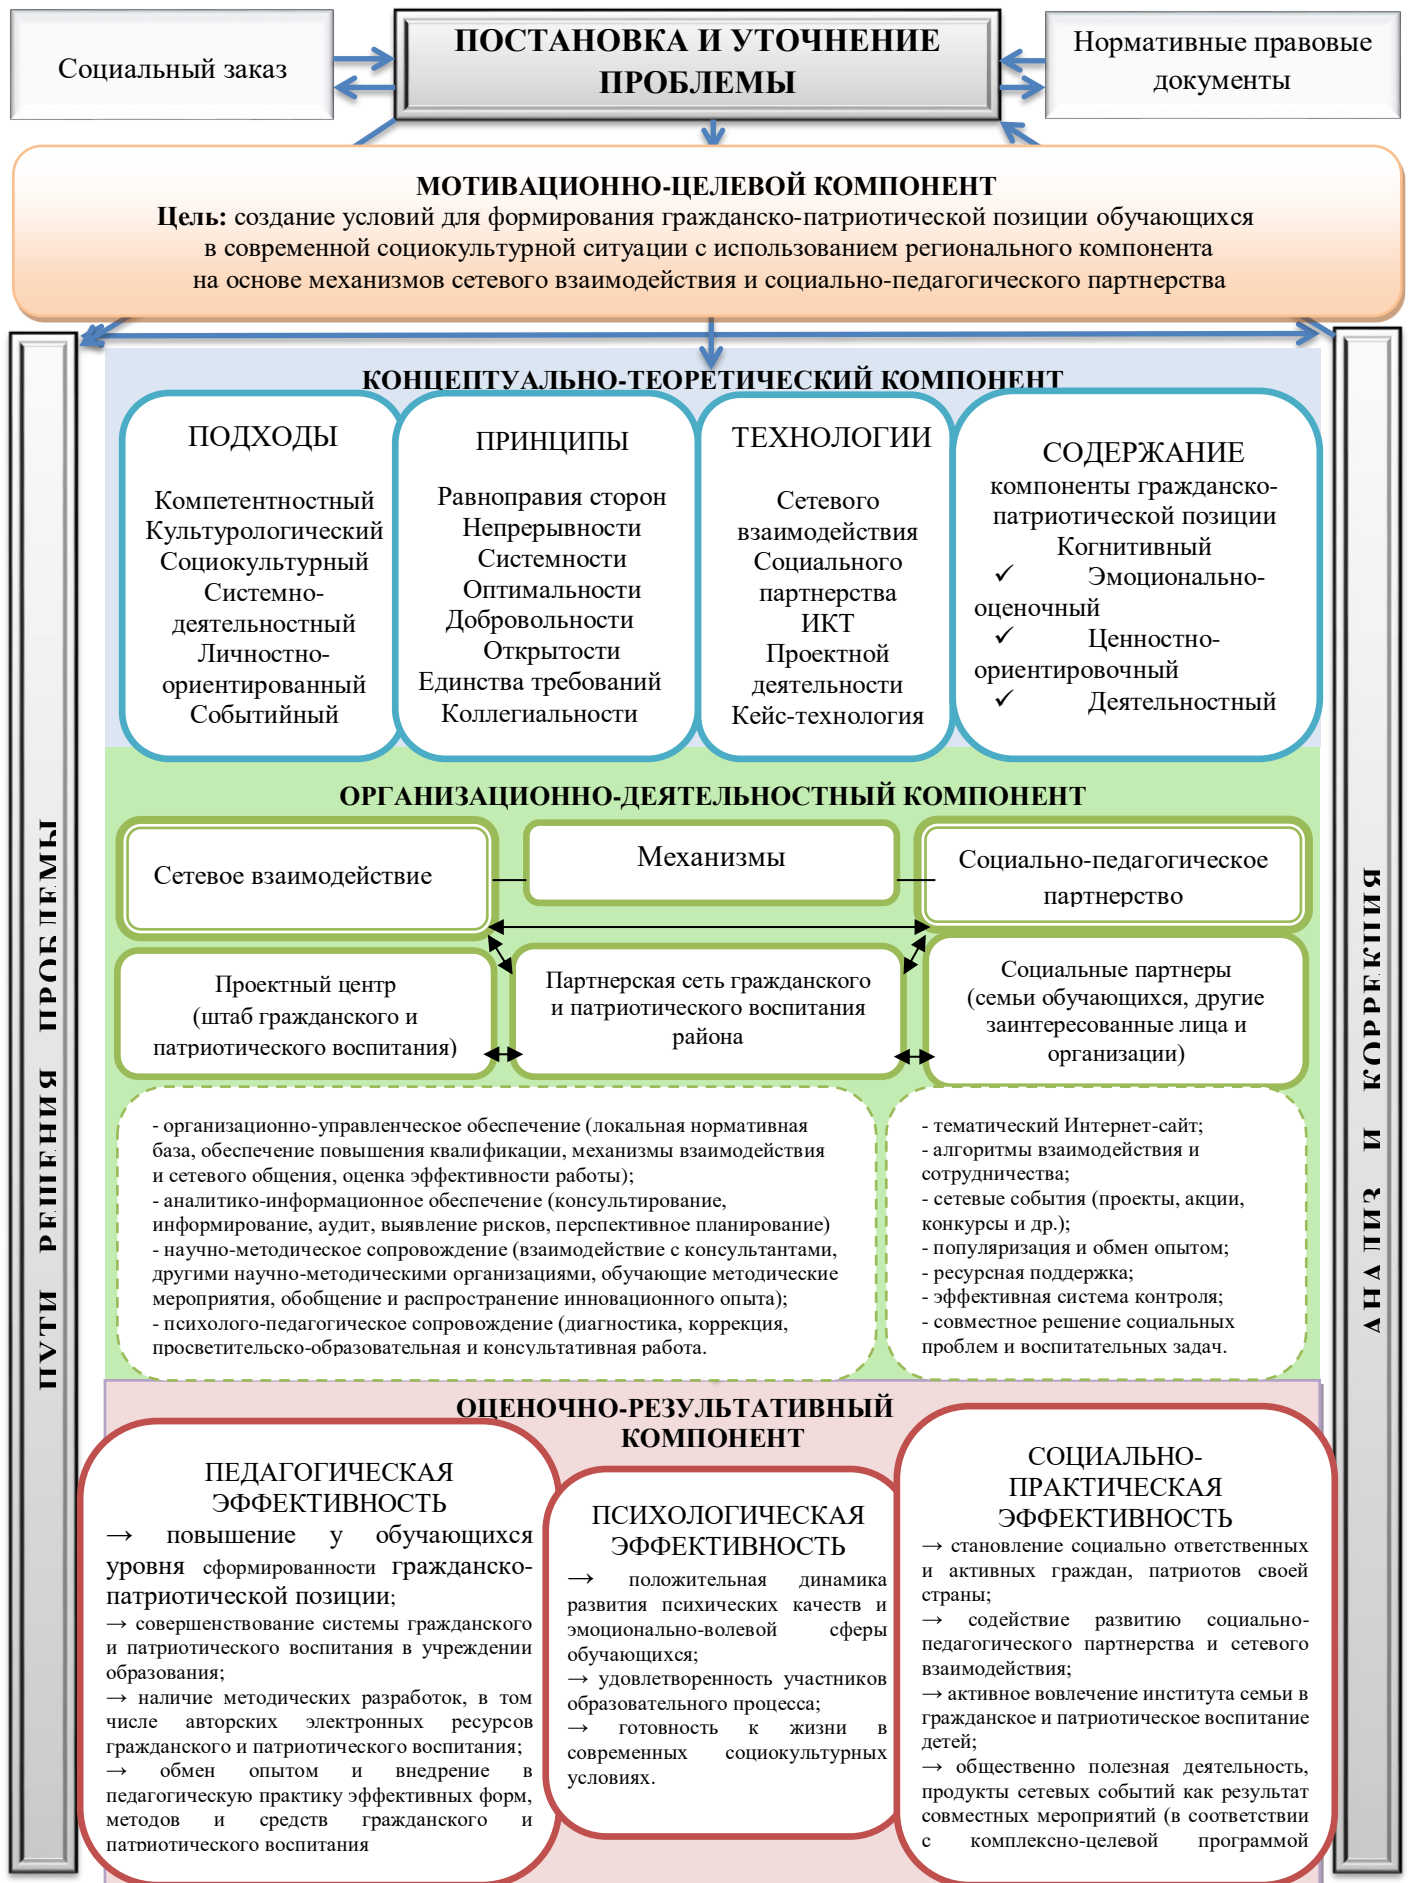 Социальный заказ
ПОСТАНОВКА И УТОЧНЕНИЕ
ПРОБЛЕМЫ
Нормативные правовые
документы
МОТИВАЦИОННО-ЦЕЛЕВОЙ КОМПОНЕНТ
Цель: создание условий для формирования гражданско-патриотической позиции обучающихся
в современной социокультурной ситуации с использованием регионального компонента
на основе механизмов сетевого взаимодействия и социально-педагогического партнерства
ПУТИ РЕШЕНИЯ ПРОБЛЕМЫ
КОНЦЕПТУАЛЬНО-ТЕОРЕТИЧЕСКИЙ КОМПОНЕНТ
ПОДХОДЫ
Компетентностный
Культурологический
Социокультурный
Системно-
деятельностный
Личностно-
ориентированный
Событийный
ПРИНЦИПЫ
Равноправия сторон
Непрерывности
Системности
Оптимальности
Добровольности
Открытости
Единства требований
Коллегиальности
ТЕХНОЛОГИИ
Сетевого
взаимодействия
Социального
партнерства
ИКТ
Проектной
деятельности
Кейс-технология
СОДЕРЖАНИЕ
компоненты гражданско-
патриотической позиции
Когнитивный
✓ Эмоционально-
оценочный
✓ Ценностно-
ориентировочный
✓ Деятельностный
ОРГАНИЗАЦИОННО-ДЕЯТЕЛЬНОСТНЫЙ КОМПОНЕНТ
Сетевое взаимодействие
Механизмы
Социально-педагогическое
партнерство
Проектный центр
(штаб гражданского и
патриотического воспитания)
Партнерская сеть гражданского
и патриотического воспитания
района
Социальные партнеры
(семьи обучающихся, другие
заинтересованные лица и
организации)
- организационно-управленческое обеспечение (локальная нормативная
база, обеспечение повышения квалификации, механизмы взаимодействия
и сетевого общения, оценка эффективности работы);
- аналитико-информационное обеспечение (консультирование,
информирование, аудит, выявление рисков, перспективное планирование)
- научно-методическое сопровождение (взаимодействие с консультантами,
другими научно-методическими организациями, обучающие методические
мероприятия, обобщение и распространение инновационного опыта);
- психолого-педагогическое сопровождение (диагностика, коррекция,
просветительско-образовательная и консультативная работа.
- тематический Интернет-сайт;
- алгоритмы взаимодействия и
сотрудничества;
- сетевые события (проекты, акции,
конкурсы и др.);
- популяризация и обмен опытом;
- ресурсная поддержка;
- эффективная система контроля;
- совместное решение социальных
проблем и воспитательных задач.
АНАЛИЗ И КОРРЕКЦИЯ
ОЦЕНОЧНО-РЕЗУЛЬТАТИВНЫЙ
КОМПОНЕНТ
ПЕДАГОГИЧЕСКАЯ
ЭФФЕКТИВНОСТЬ
→ повышение у обучающихся
уровня сформированности гражданско-
патриотической позиции;
→ совершенствование системы гражданского
и патриотического воспитания в учреждении
образования;
→ наличие методических разработок, в том
числе авторских электронных ресурсов
гражданского и патриотического воспитания;
→ обмен опытом и внедрение в
педагогическую практику эффективных форм,
методов и средств гражданского и
патриотического воспитания
ПСИХОЛОГИЧЕСКАЯ
ЭФФЕКТИВНОСТЬ
→ положительная динамика
развития психических качеств и
эмоционально-волевой сферы
обучающихся;
→ удовлетворенность участников
образовательного процесса;
→ готовность к жизни в
современных социокультурных
условиях.
СОЦИАЛЬНО-
ПРАКТИЧЕСКАЯ
ЭФФЕКТИВНОСТЬ
→ становление социально ответственных
и активных граждан, патриотов своей
страны;
→ содействие развитию социально-
педагогического партнерства и сетевого
взаимодействия;
→ активное вовлечение института семьи в
гражданское и патриотическое воспитание
детей;
→ общественно полезная деятельность,
продукты сетевых событий как результат
совместных мероприятий (в соответствии
с комплексно-целевой программой